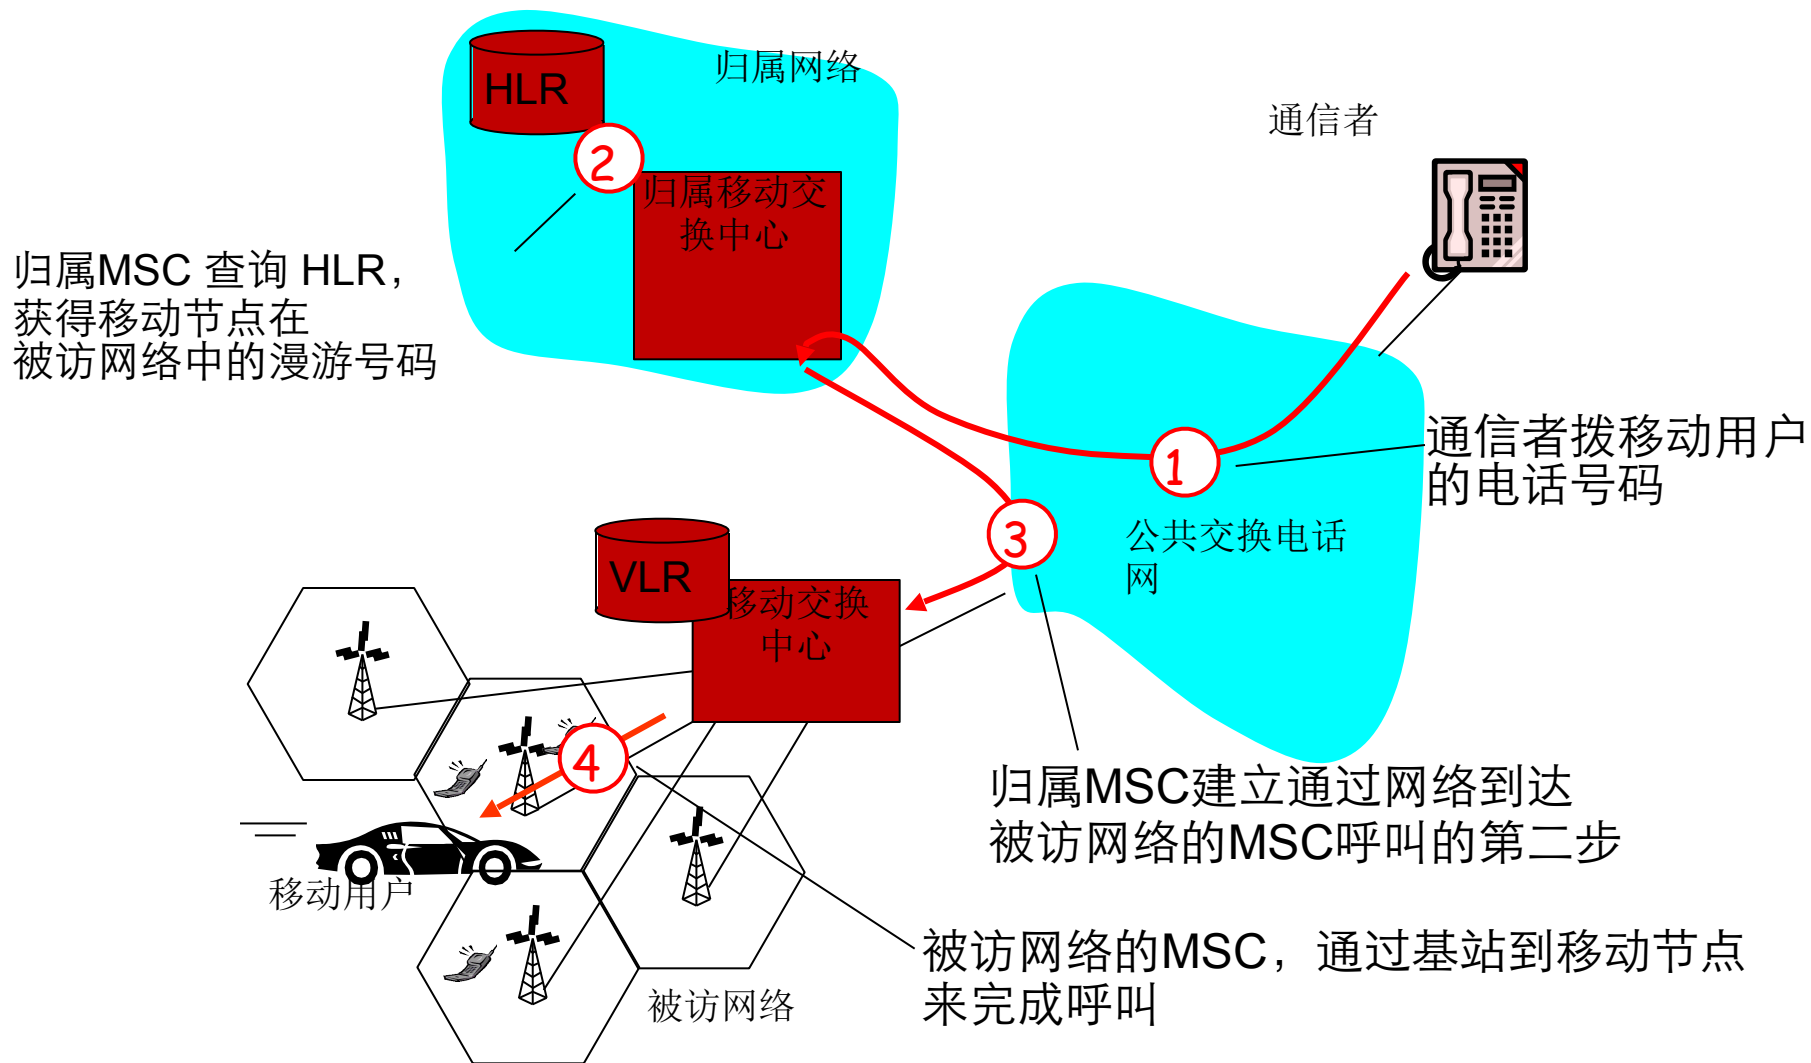 HLR
归属网络
通信者
2
归属移动交
换中心
归属MSC 查询 HLR，
获得移动节点在
被访网络中的漫游号码
1
通信者拨移动用户
的电话号码
3
公共交换电话
网
VLR
移动交换
中心
4
归属MSC建立通过网络到达
被访网络的MSC呼叫的第二步
移动用户
被访网络的MSC，通过基站到移动节点
来完成呼叫
被访网络